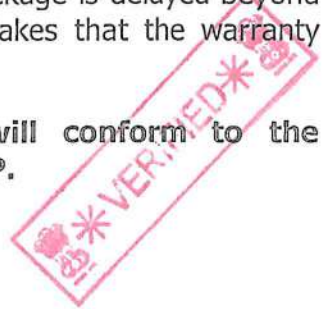 ckage is delayed beyond
akes that the warranty
will conform to the
P.
*VERIFIED*